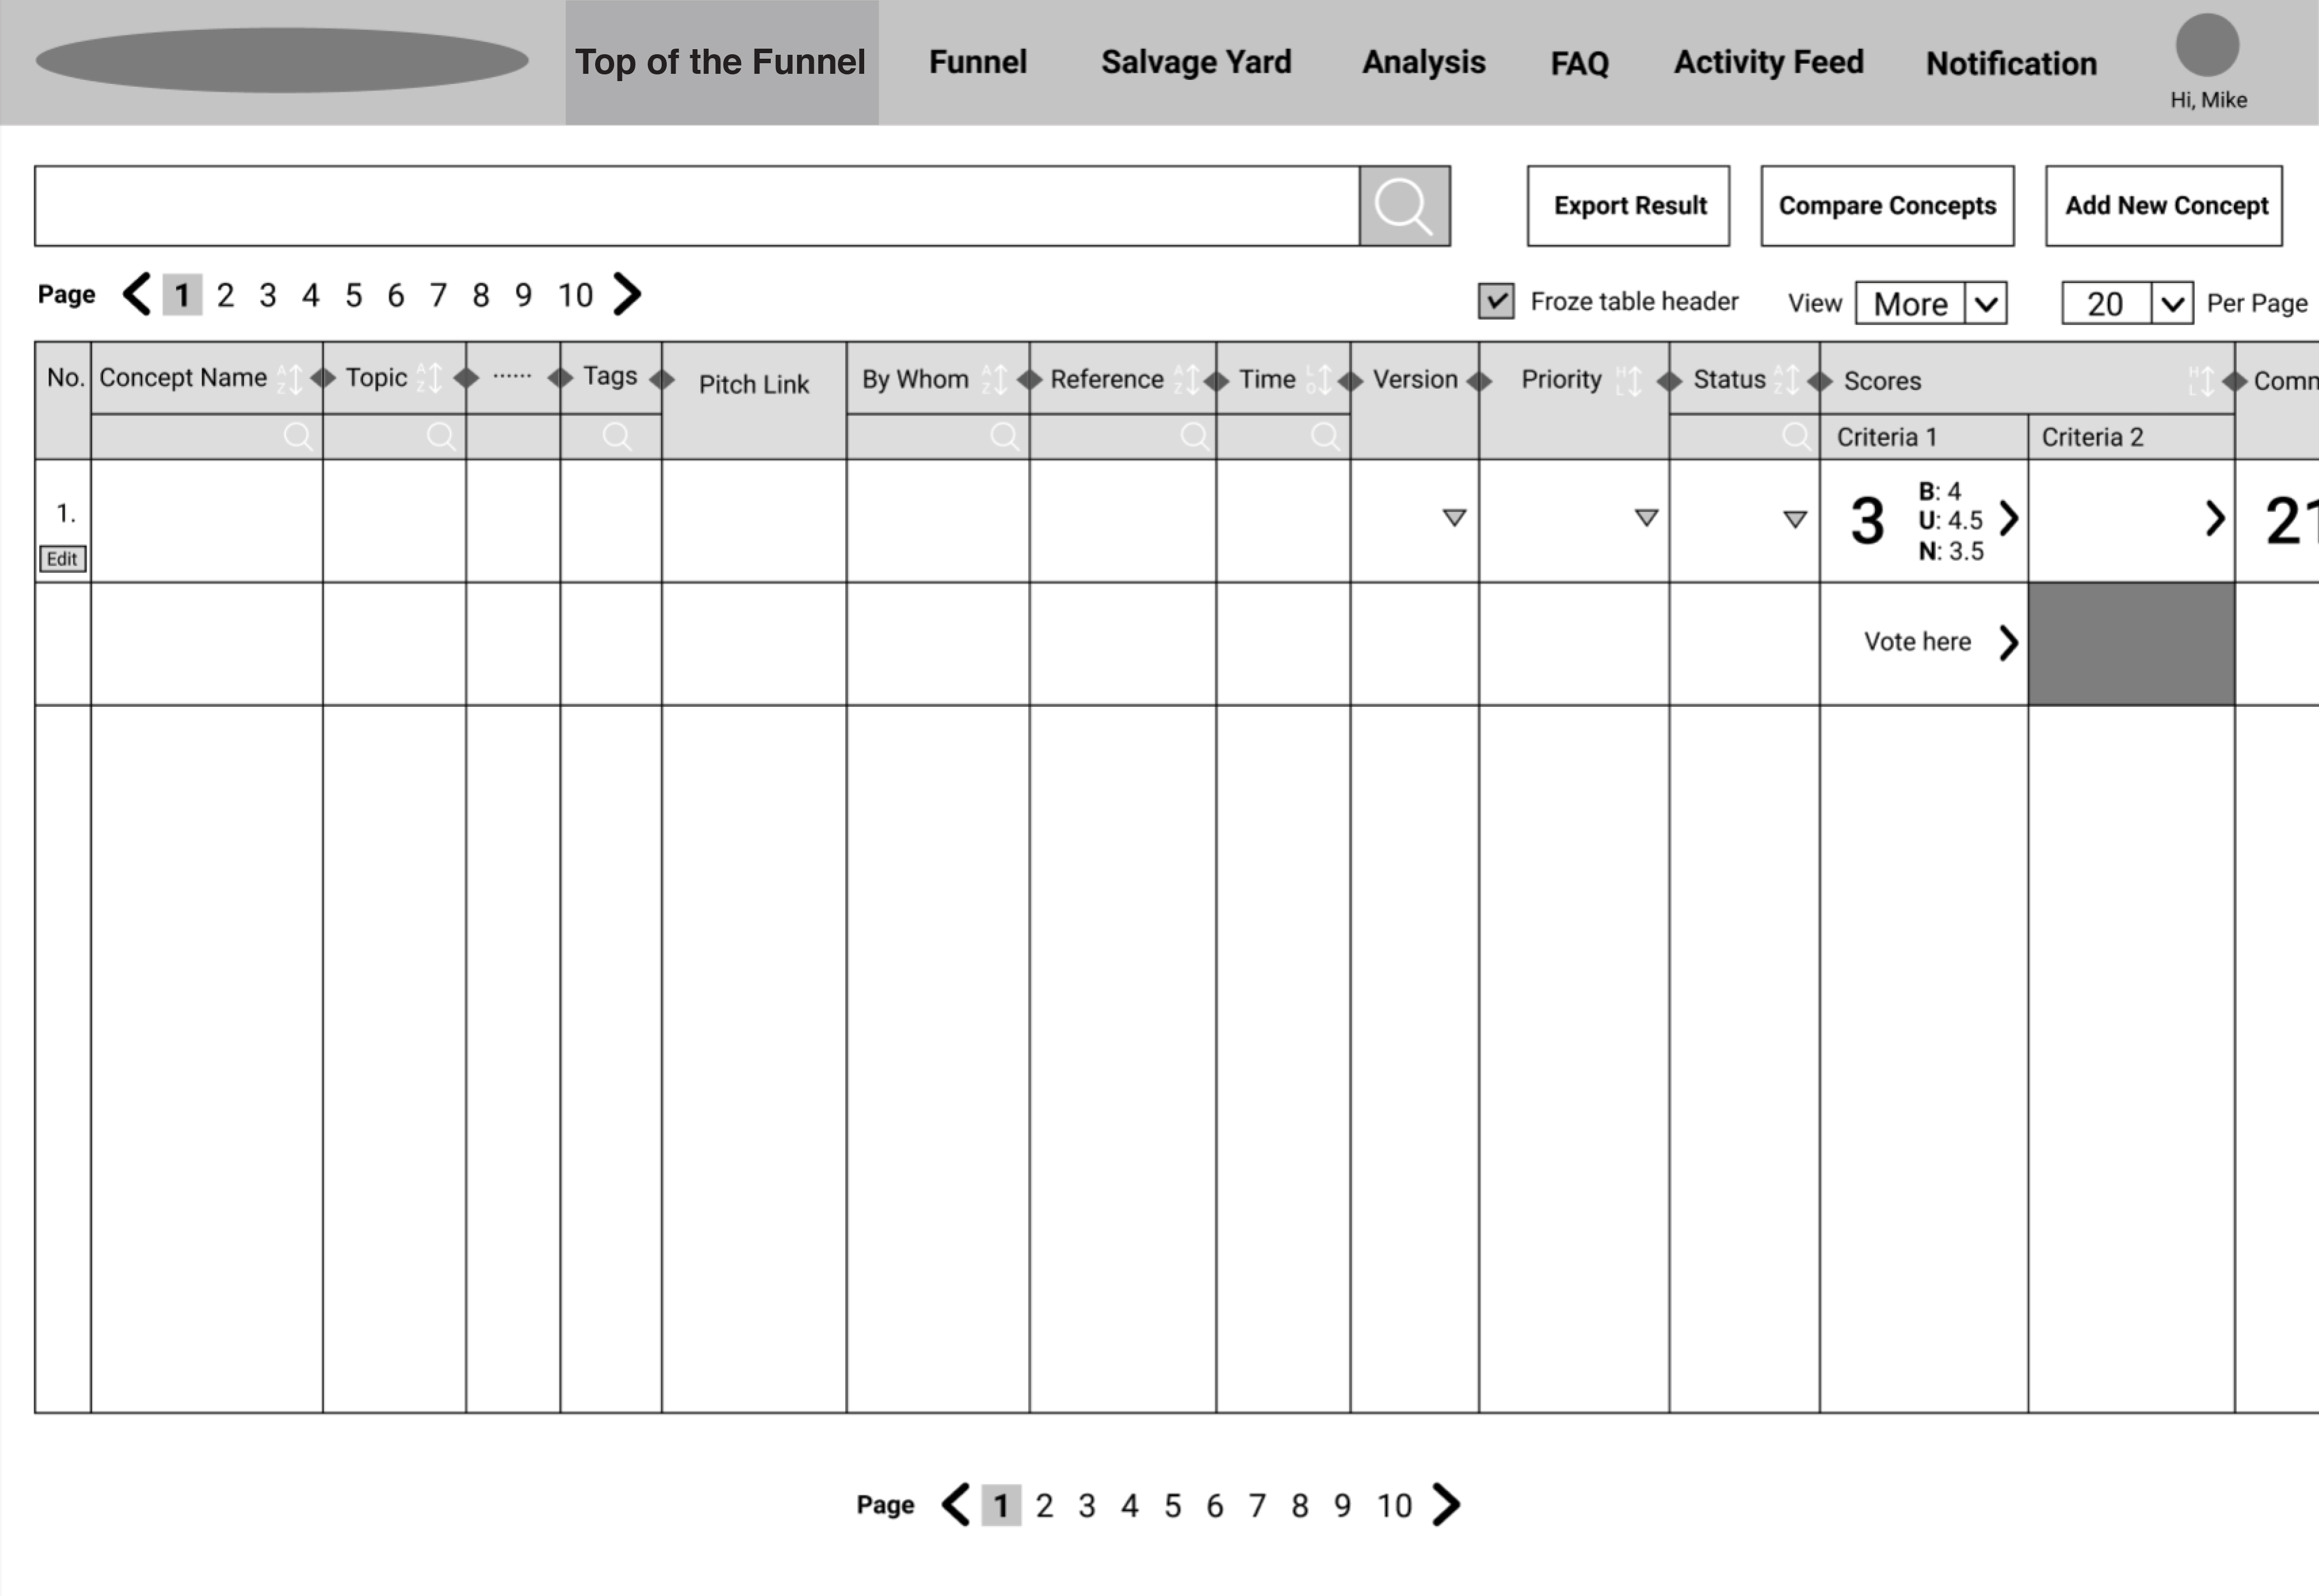 Top of the Funnel Funnel Salvage Yard Analysis FAQ Activity Feed Notification
Hi, Mike
Export Result Compare Concepts Add New Concept
Page 1 2 3 4 5 6 7 8 9 10
Froze table header View More 20 Per Page
No. Concept Name A Z Topic A Z ...... Tags Pitch Link By Whom A Z Reference A Z Time L O Version Priority H L Status A Z Scores H L Comm
Criteria 1 Criteria 2
1.
Edit
3
B: 4
U: 4.5
N: 3.5
21
Vote here
Page 1 2 3 4 5 6 7 8 9 10